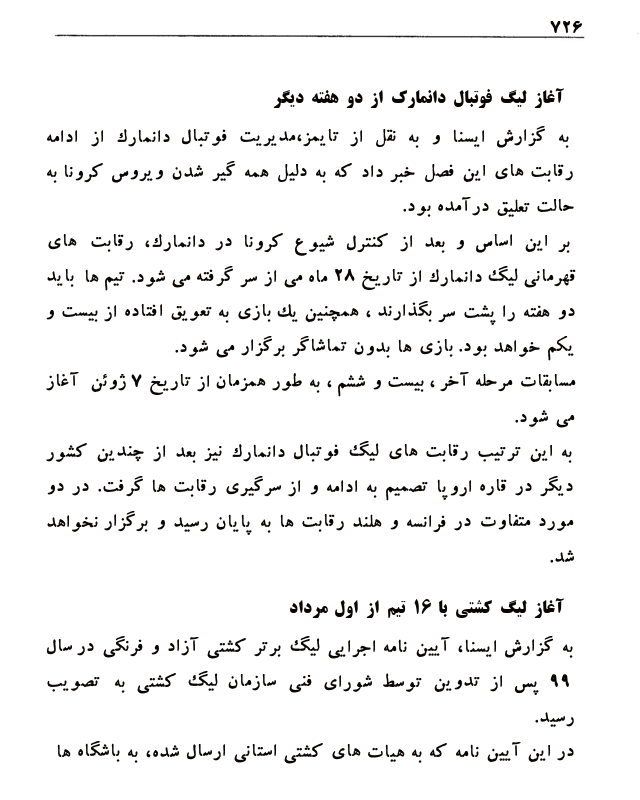 ۷۲۶
آغاز لیگ فوتبال دانمارک از دو هفته دیگر
به گزارش ایسنا و به نقل از تایمز،مدیریت فوتبال دانمارک از ادامه
رقابت های این فصل خبر داد که به دلیل همه گیر شدن ویروس کرونا به
حالت تعلیق درآمده بود.
بر این اساس و بعد از کنترل شیوع کرونا در دانمارک، رقابت های
قهرمانی لیگ دانمارک از تاریخ ۲۸ ماه می از سر گرفته می شود. تیم ها باید
دو هفته را پشت سر بگذارند ، همچنین یک بازی به تعویق افتاده از بیست و
یکم خواهد بود. بازی ها بدون تماشاگر برگزار می شود.
مسابقات مرحله آخر ، بیست و ششم ، به طور همزمان از تاریخ ۷ ژوئن آغاز
می شود.
به این ترتیب رقابت های لیگ فوتبال دانمارک نیز بعد از چندین کشور
دیگر در قاره اروپا تصمیم به ادامه و از سرگیری رقابت ها گرفت. در دو
مورد متفاوت در فرانسه و هلند رقابت ها به پایان رسید و برگزار نخواهد
شد.
آغاز لیگ کشتی با ۱۶ تیم از اول مرداد
به گزارش ایسنا، آیین نامه اجرایی لیگ برتر کشتی آزاد و فرنگی در سال
۹۹ پس از تدوین توسط شورای فنی سازمان لیگ کشتی به تصویب
رسید.
در این آیین نامه که به هیات های کشتی استانی ارسال شده، به باشگاه ها